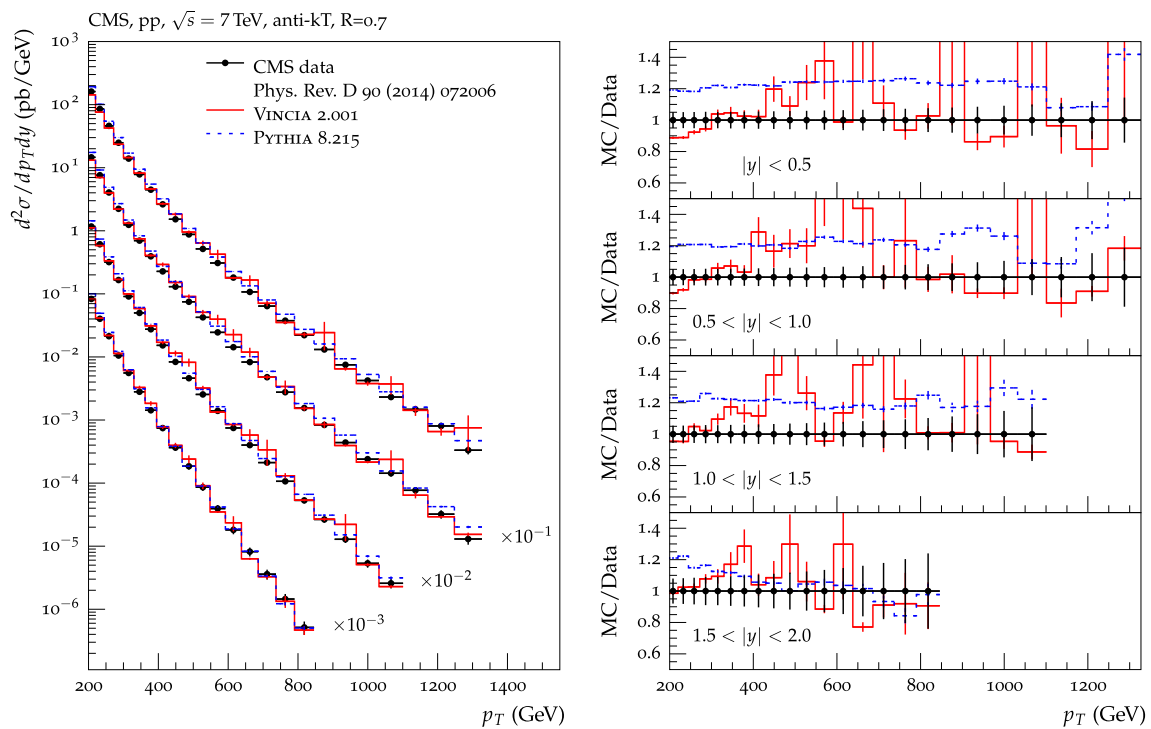 CMS, pp, √s = 7 TeV, anti-kT, R=0.7
d²σ/dp_T dy (pb/GeV)
10³
10²
10¹
1
10⁻¹
10⁻²
10⁻³
10⁻⁴
10⁻⁵
10⁻⁶
CMS data
Phys. Rev. D 90 (2014) 072006
VINCIA 2.001
PYTHIA 8.215
×10⁻¹
×10⁻²
×10⁻³
200 400 600 800 1000 1200 1400
p_T (GeV)
MC/Data
1.4
1.2
1
0.8
0.6
|y| < 0.5
MC/Data
1.4
1.2
1
0.8
0.6
0.5 < |y| < 1.0
MC/Data
1.4
1.2
1
0.8
0.6
1.0 < |y| < 1.5
MC/Data
1.4
1.2
1
0.8
0.6
1.5 < |y| < 2.0
200 400 600 800 1000 1200
p_T (GeV)